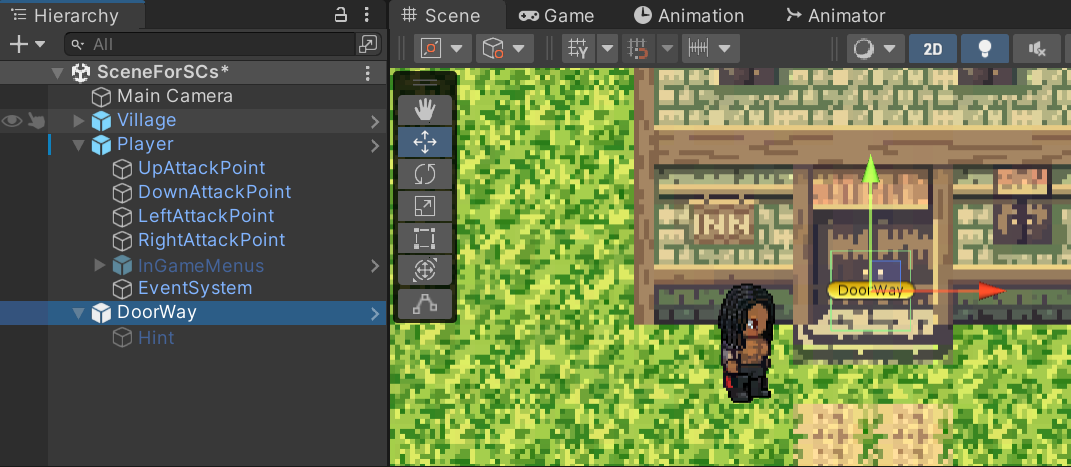 Hierarchy
All
SceneForSCs*
Main Camera
Village
Player
UpAttackPoint
DownAttackPoint
LeftAttackPoint
RightAttackPoint
InGameMenus
EventSystem
DoorWay
Hint
Scene
Game
Animation
Animator
2D
INN
DoorWay